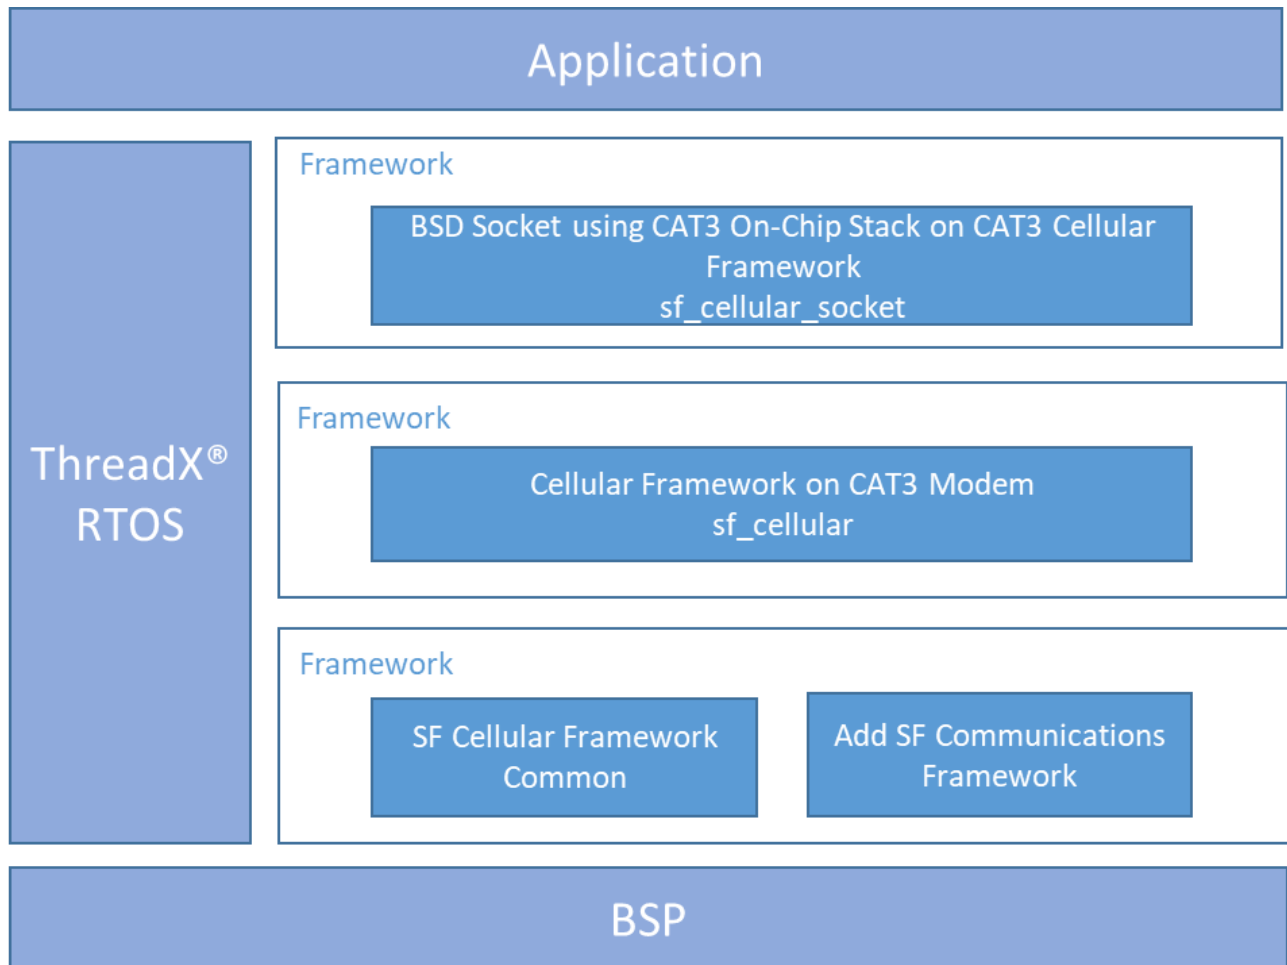 Application
Framework
BSD Socket using CAT3 On-Chip Stack on CAT3 Cellular
Framework
sf_cellular_socket
ThreadX®
RTOS
Framework
Cellular Framework on CAT3 Modem
sf_cellular
Framework
SF Cellular Framework
Common
Add SF Communications
Framework
BSP